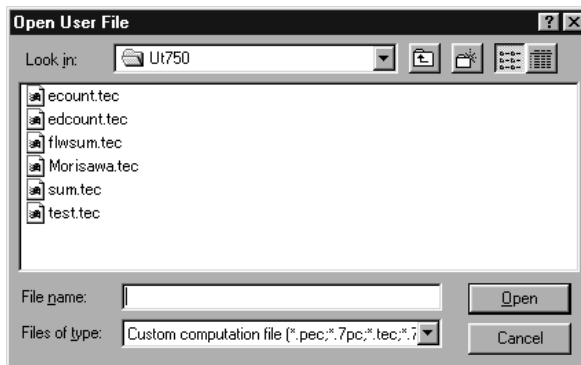 Open User File
Look in: Ut750
ecount.tec
edcount.tec
flwsum.tec
Morisawa.tec
sum.tec
test.tec
File name: Open
Files of type: Custom computation file (*.pec;*.7pc;*.tec;*.7 Cancel